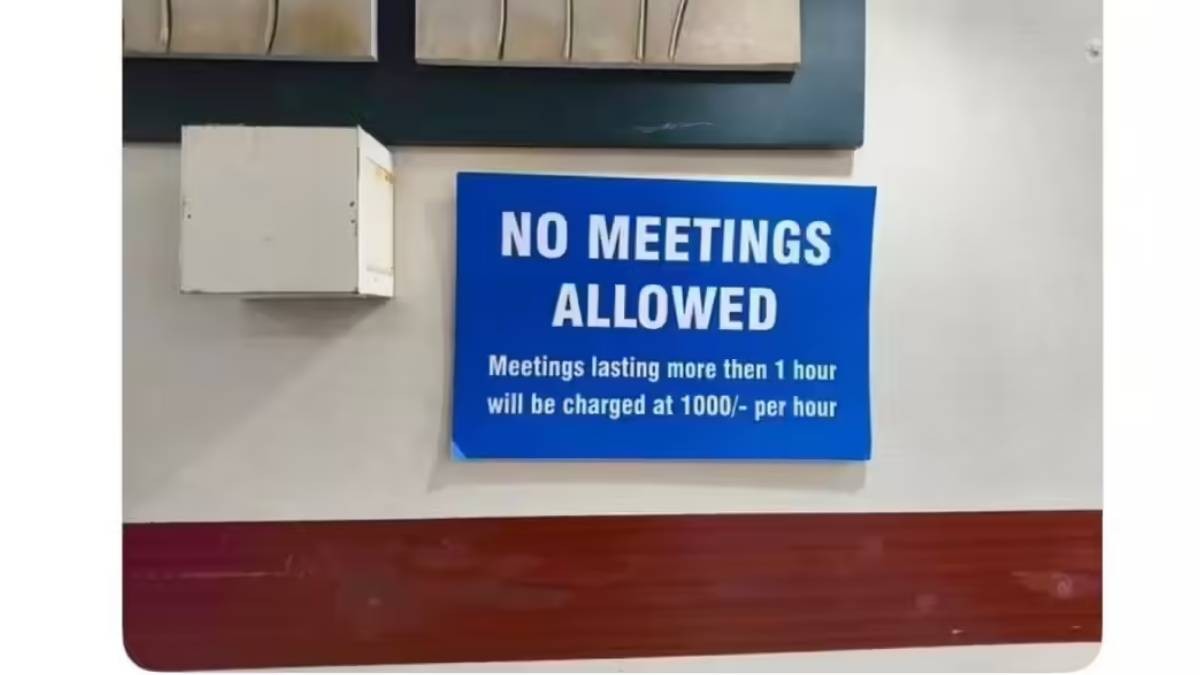 NO MEETINGS
ALLOWED
Meetings lasting more then 1 hour
will be charged at 1000/- per hour